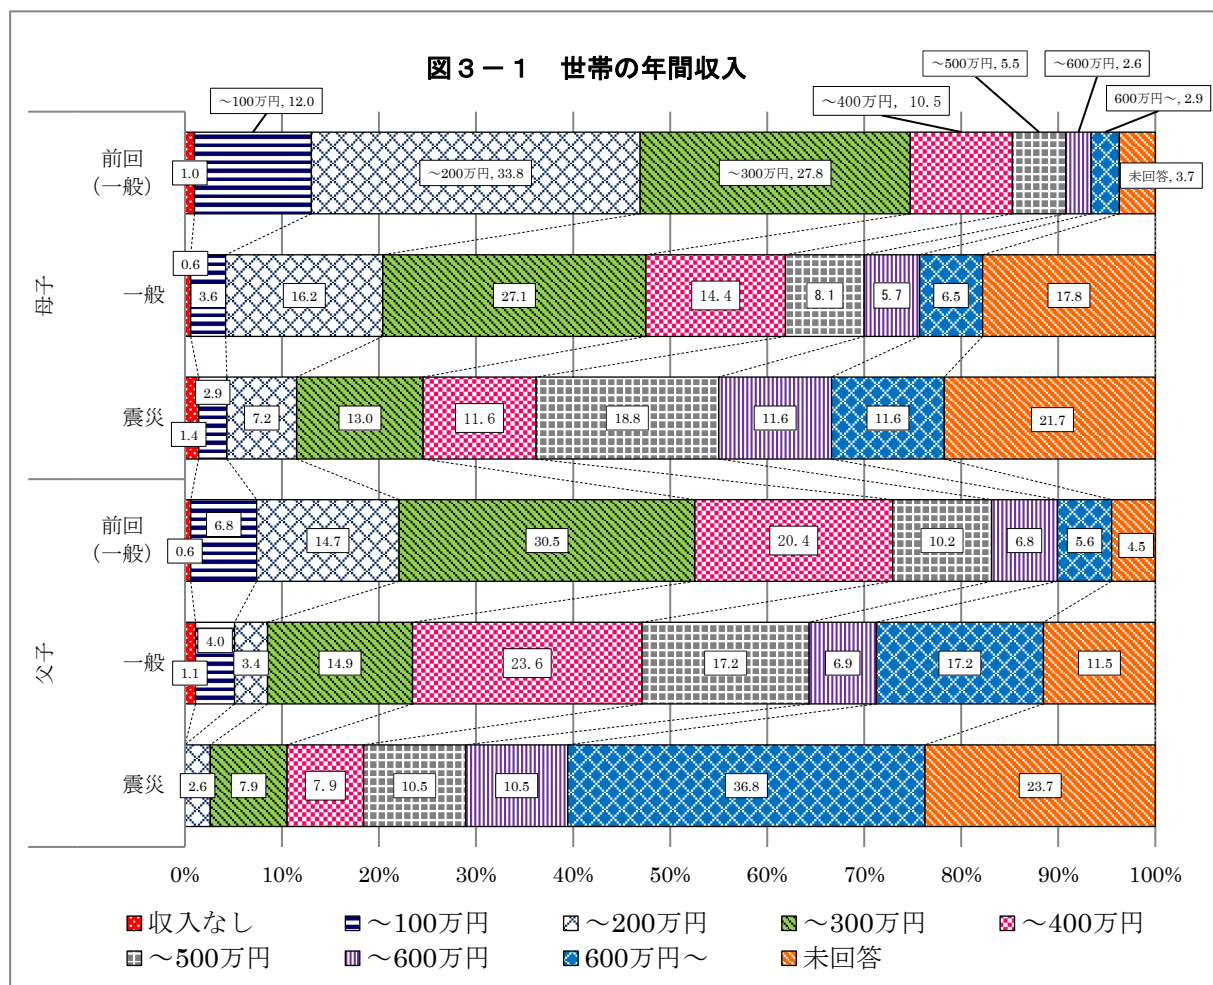 図３－１　世帯の年間収入
～100万円, 12.0
～400万円, 10.5
～500万円, 5.5
～600万円, 2.6
600万円～, 2.9
母子
前回
（一般）
1.0
～200万円, 33.8
～300万円, 27.8
未回答, 3.7
一般
0.6
3.6
16.2
27.1
14.4
8.1
5.7
6.5
17.8
震災
1.4
2.9
7.2
13.0
11.6
18.8
11.6
11.6
21.7
父子
前回
（一般）
0.6
6.8
14.7
30.5
20.4
10.2
6.8
5.6
4.5
一般
1.1
4.0
3.4
14.9
23.6
17.2
6.9
17.2
11.5
震災
2.6
7.9
7.9
10.5
10.5
36.8
23.7
0% 10% 20% 30% 40% 50% 60% 70% 80% 90% 100%
収入なし ～100万円 ～200万円 ～300万円 ～400万円
～500万円 ～600万円 600万円～ 未回答